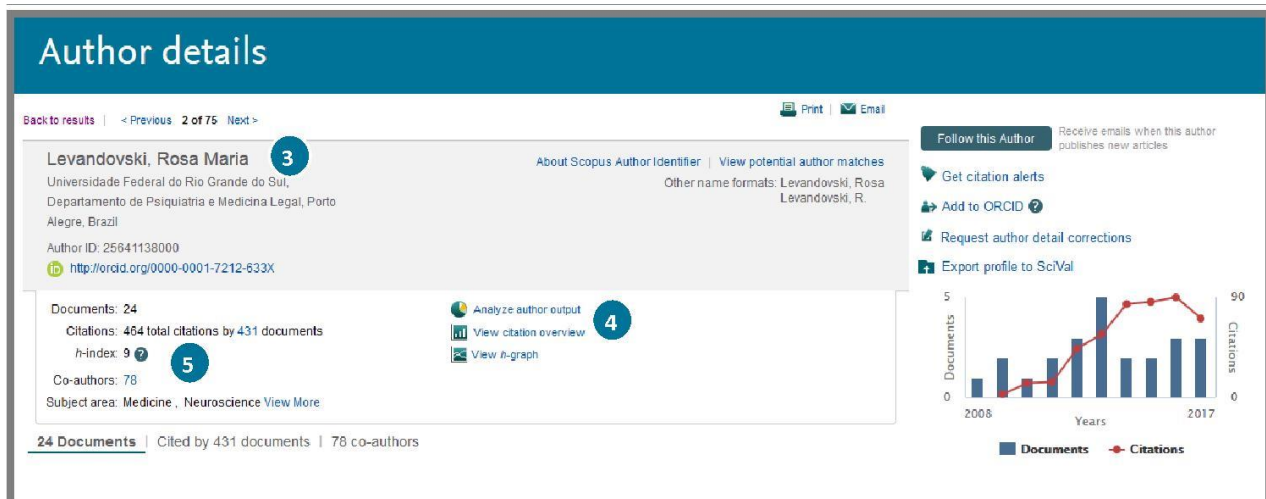 Author details
Back to results | < Previous 2 of 75 Next >
Print | Email
Levandovski, Rosa Maria 3
Universidade Federal do Rio Grande do Sul,
Departamento de Psiquiatria e Medicina Legal, Porto
Alegre, Brazil
Author ID: 25641138000
iD http://orcid.org/0000-0001-7212-633X
About Scopus Author Identifier | View potential author matches
Other name formats: Levandovski, Rosa
Levandovski, R.
Documents: 24
Citations: 464 total citations by 431 documents
h-index: 9 ?
5
Co-authors: 78
Subject area: Medicine , Neuroscience View More
Analyze author output
View citation overview
View h-graph
4
24 Documents | Cited by 431 documents | 78 co-authors
Follow this Author
Receive emails when this author
publishes new articles
Get citation alerts
Add to ORCID ?
Request author detail corrections
Export profile to SciVal
5
0
Documents
90
0
Citations
2008
2017
Years
Documents Citations